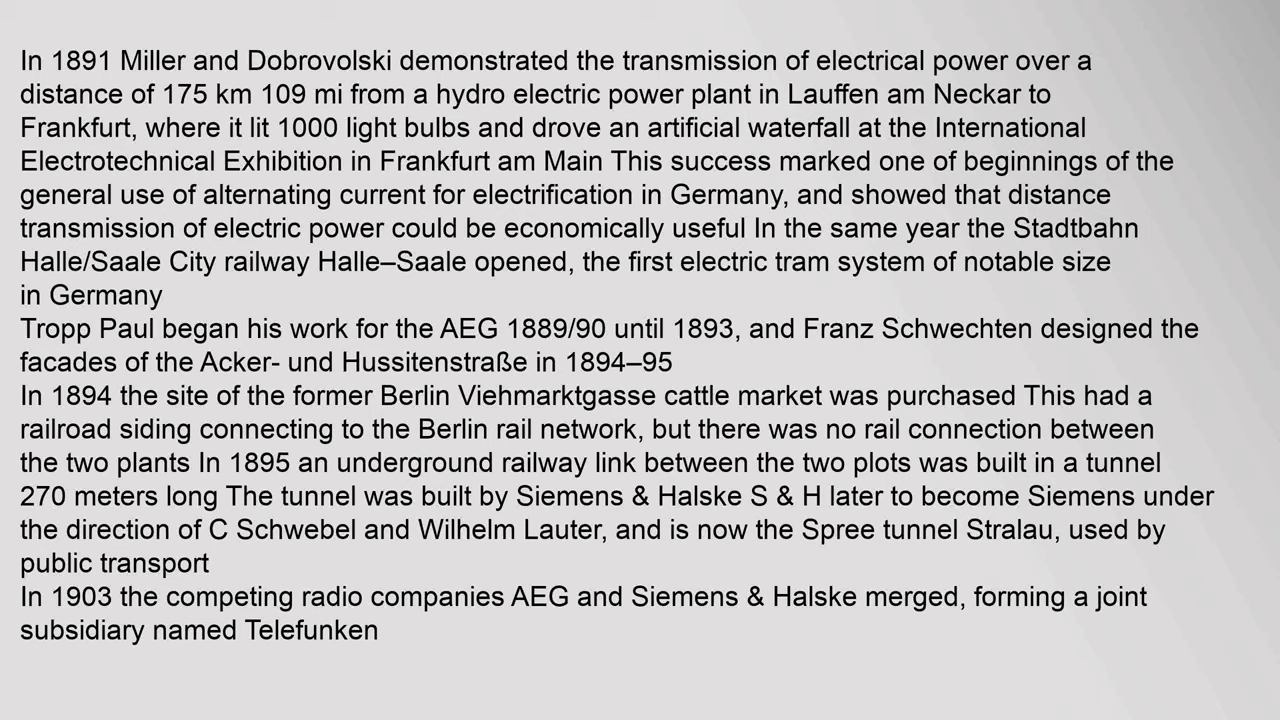 In 1891 Miller and Dobrovolski demonstrated the transmission of electrical power over a
distance of 175 km 109 mi from a hydro electric power plant in Lauffen am Neckar to
Frankfurt, where it lit 1000 light bulbs and drove an artificial waterfall at the International
Electrotechnical Exhibition in Frankfurt am Main This success marked one of beginnings of the
general use of alternating current for electrification in Germany, and showed that distance
transmission of electric power could be economically useful In the same year the Stadtbahn
Halle/Saale City railway Halle–Saale opened, the first electric tram system of notable size
in Germany
Tropp Paul began his work for the AEG 1889/90 until 1893, and Franz Schwechten designed the
facades of the Acker- und Hussitenstraße in 1894–95
In 1894 the site of the former Berlin Viehmarktgasse cattle market was purchased This had a
railroad siding connecting to the Berlin rail network, but there was no rail connection between
the two plants In 1895 an underground railway link between the two plots was built in a tunnel
270 meters long The tunnel was built by Siemens & Halske S & H later to become Siemens under
the direction of C Schwebel and Wilhelm Lauter, and is now the Spree tunnel Stralau, used by
public transport
In 1903 the competing radio companies AEG and Siemens & Halske merged, forming a joint
subsidiary named Telefunken